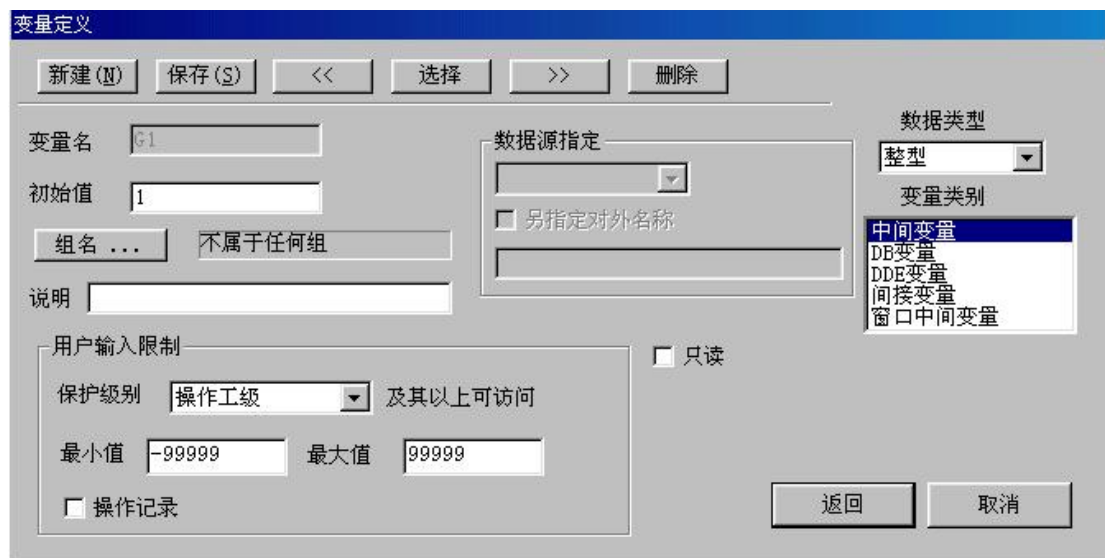 变量定义
新建(N) 保存(S) << 选择 >> 删除
变量名 G1
初始值 1
组名 ... 不属于任何组
说明
数据源指定
另指定对外名称
数据类型
整型
变量类别
中间变量
DB变量
DDE变量
间接变量
窗口中间变量
用户输入限制
保护级别 操作工级 及其以上可访问
最小值 -99999 最大值 99999
操作记录
只读
返回 取消